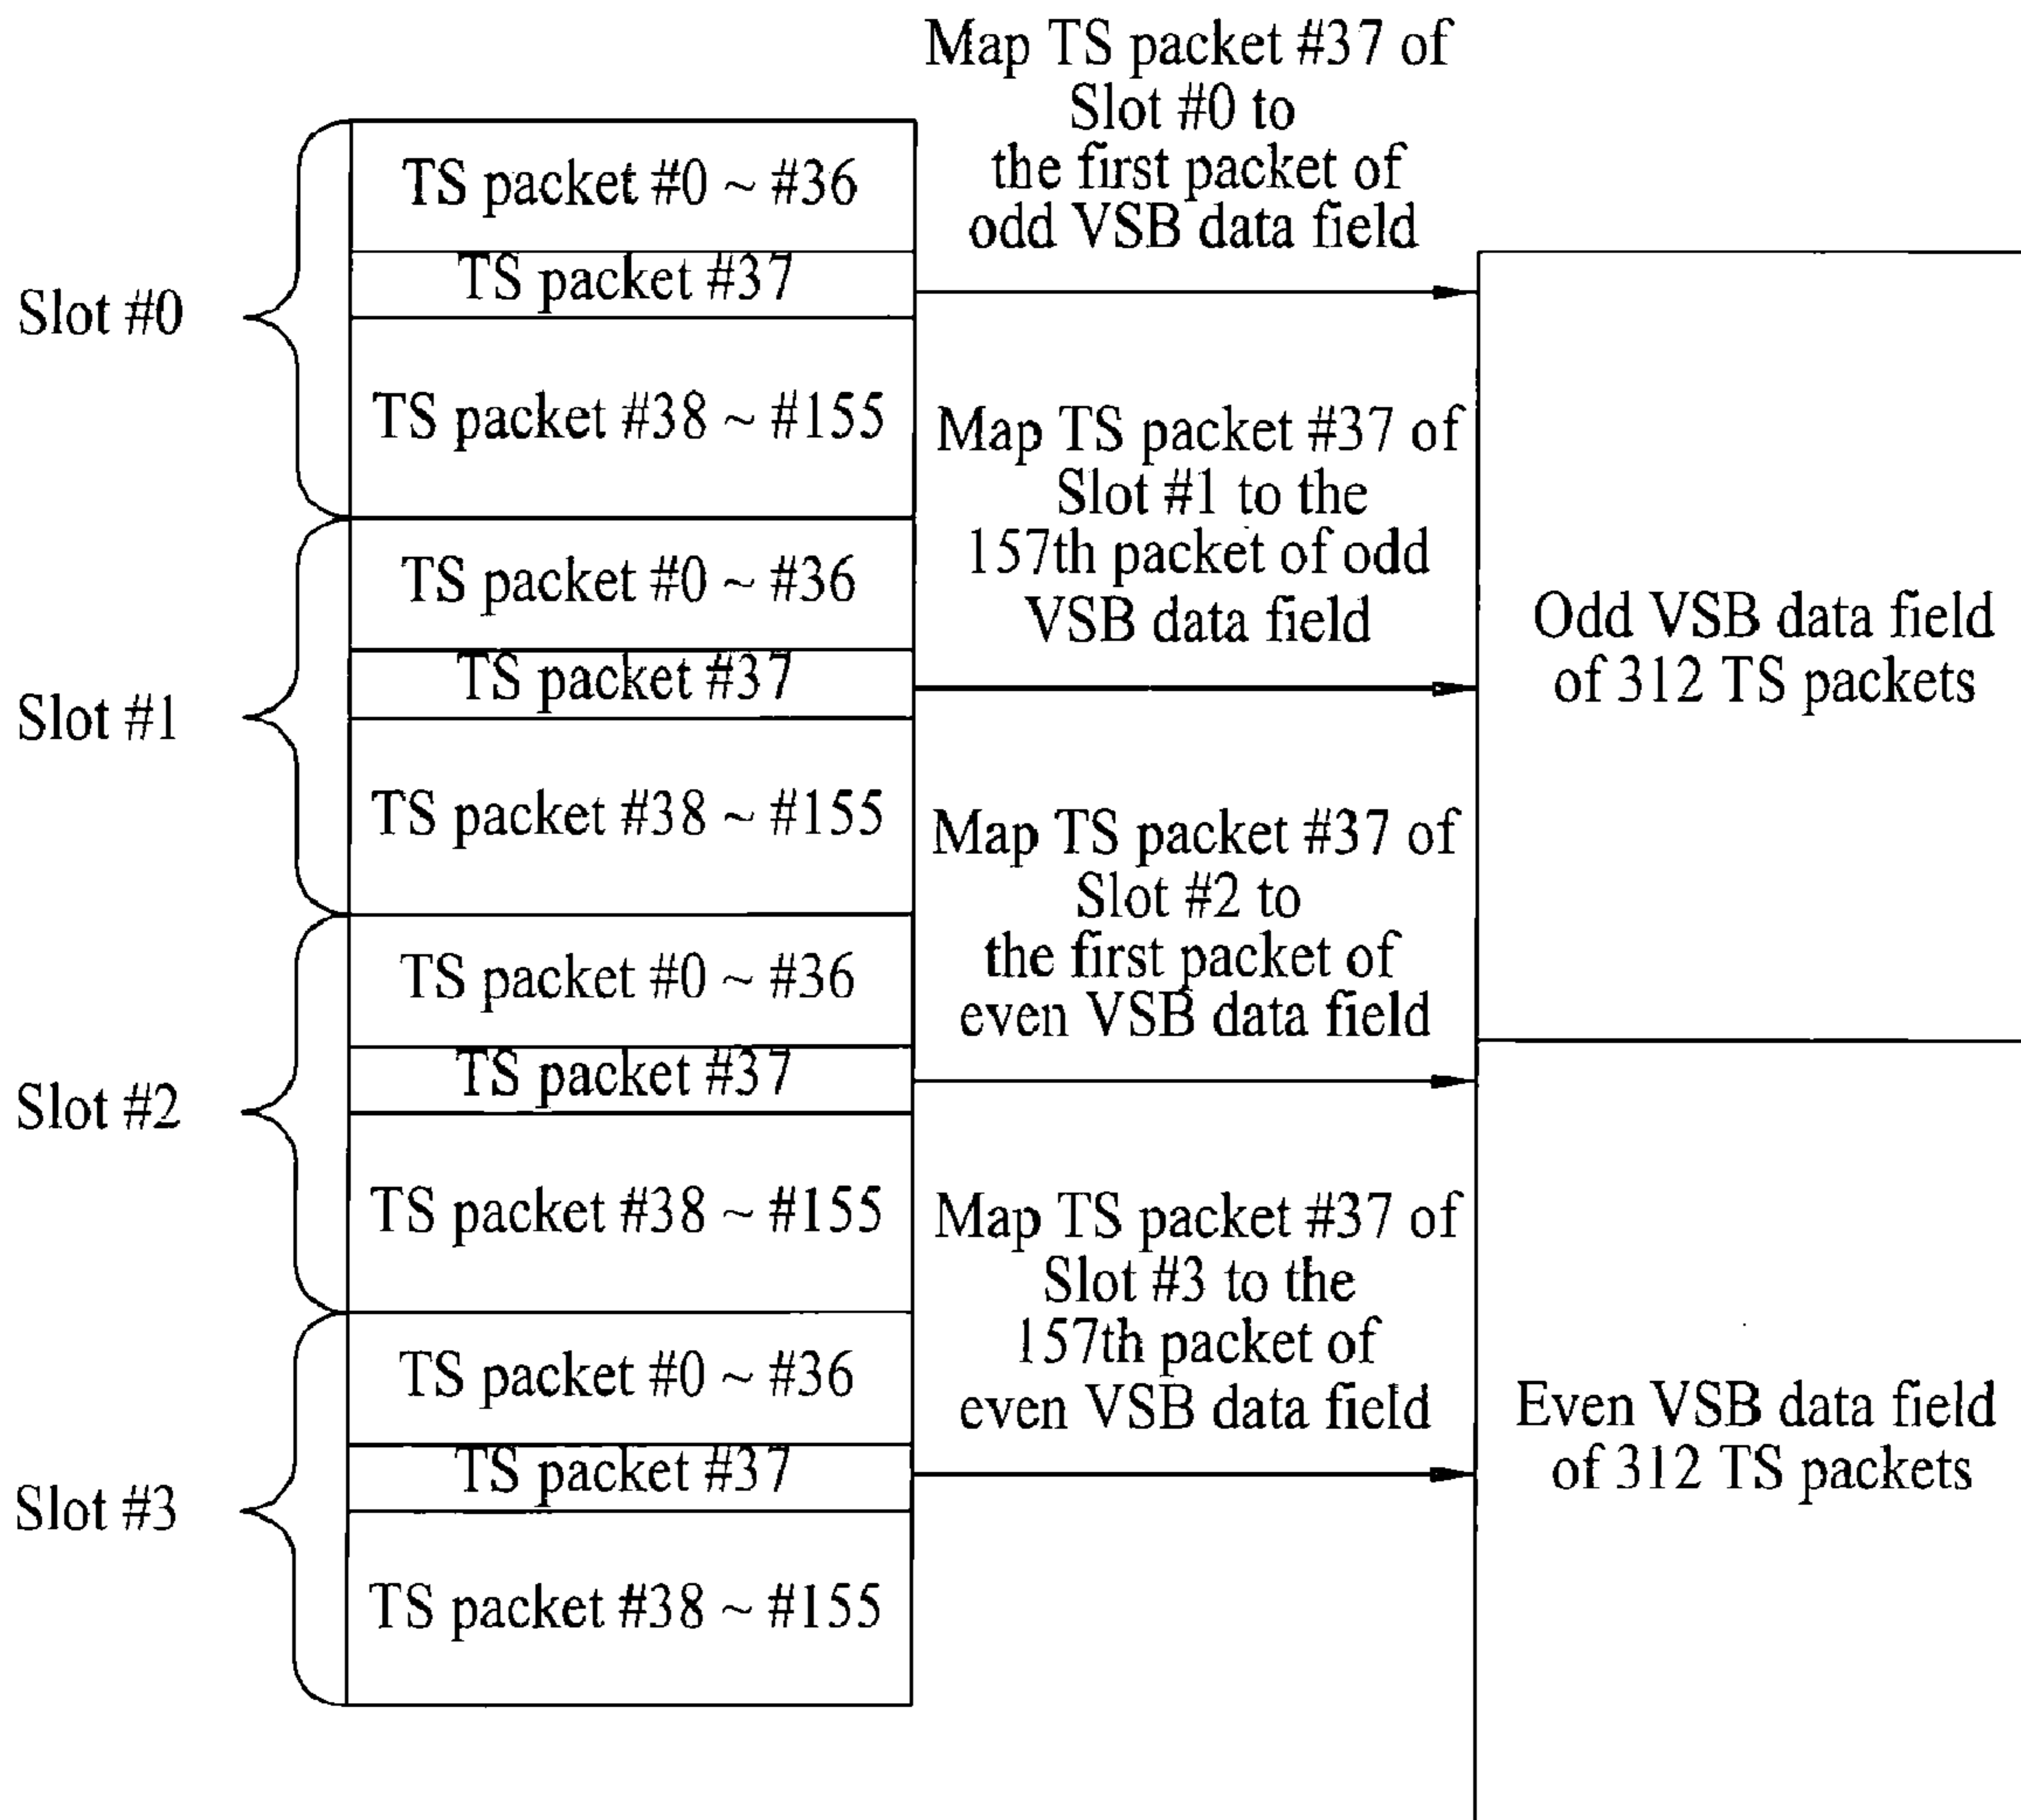 Slot #0
TS packet #0 ~ #36
TS packet #37
TS packet #38 ~ #155
Slot #1
TS packet #0 ~ #36
TS packet #37
TS packet #38 ~ #155
Slot #2
TS packet #0 ~ #36
TS packet #37
TS packet #38 ~ #155
Slot #3
TS packet #0 ~ #36
TS packet #37
TS packet #38 ~ #155
Map TS packet #37 of
Slot #0 to
the first packet of
odd VSB data field
Map TS packet #37 of
Slot #1 to the
157th packet of odd
VSB data field
Map TS packet #37 of
Slot #2 to
the first packet of
even VSB data field
Map TS packet #37 of
Slot #3 to the
157th packet of
even VSB data field
Odd VSB data field
of 312 TS packets
Even VSB data field
of 312 TS packets